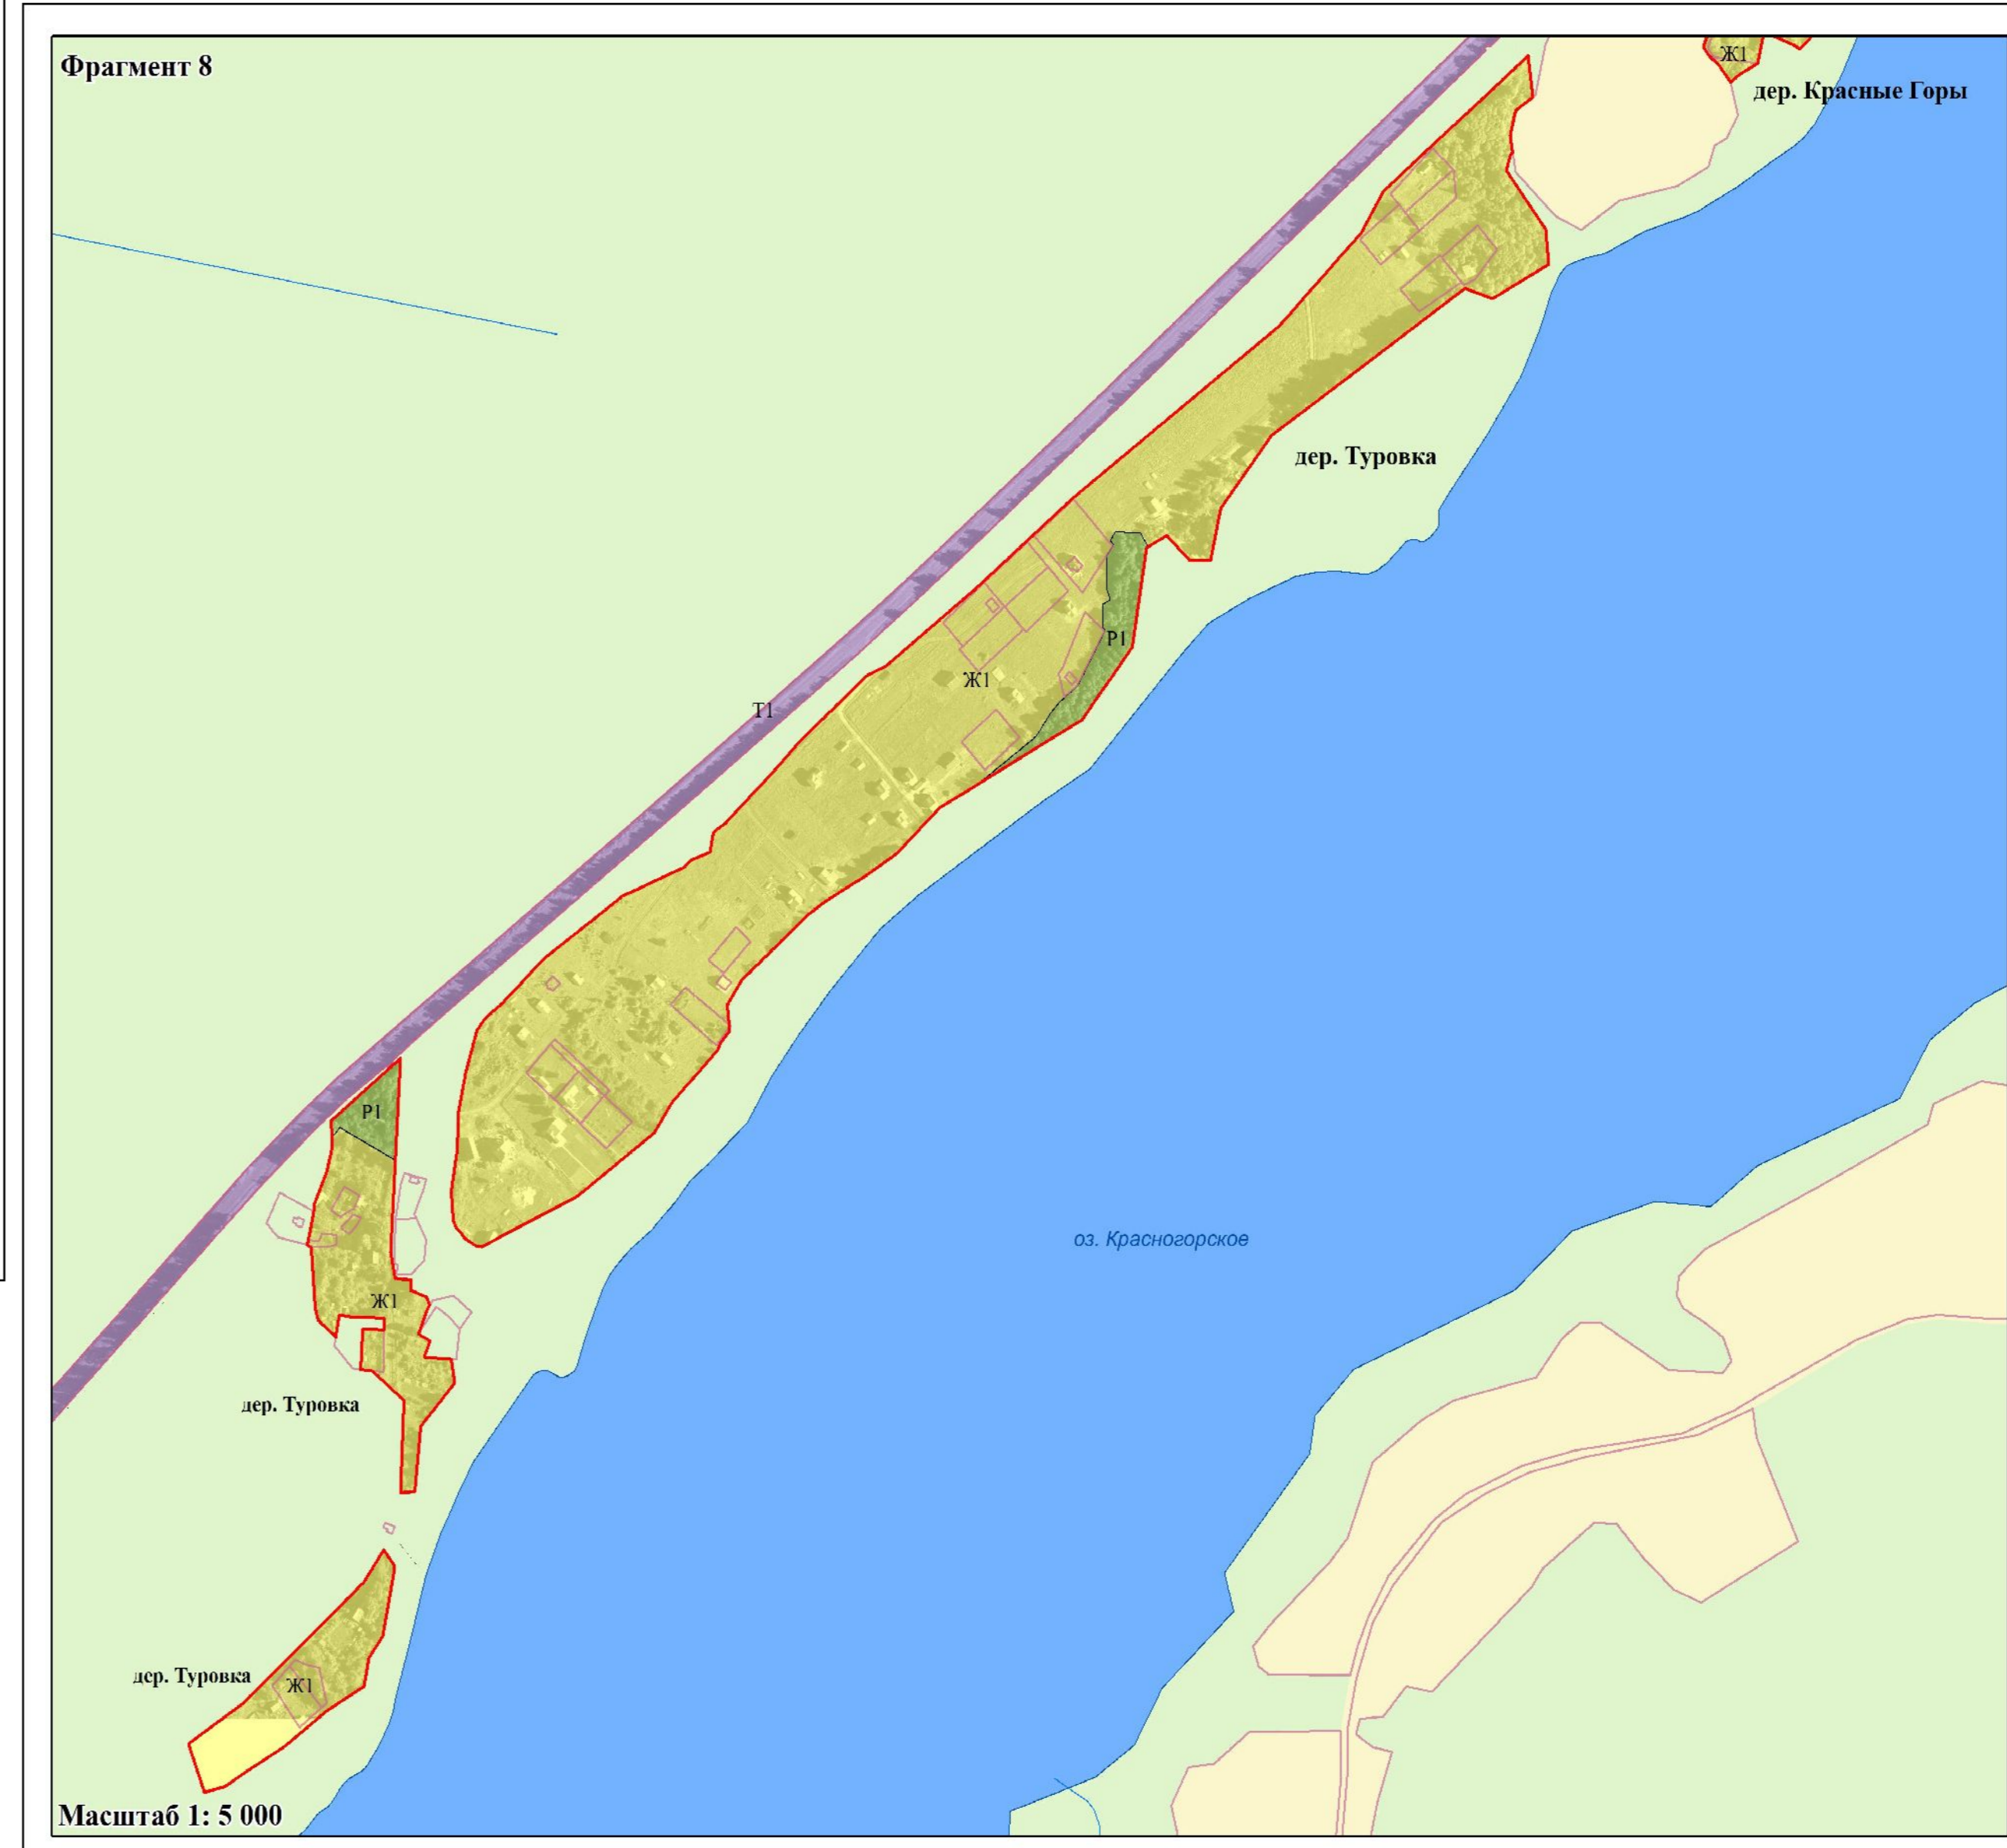 Фрагмент 8
Ж1
дер. Красные Горы
дер. Туровка
Р1
Ж1
Т1
Р1
оз. Красногорское
Ж1
дер. Туровка
дер. Туровка
Ж1
Масштаб 1: 5 000